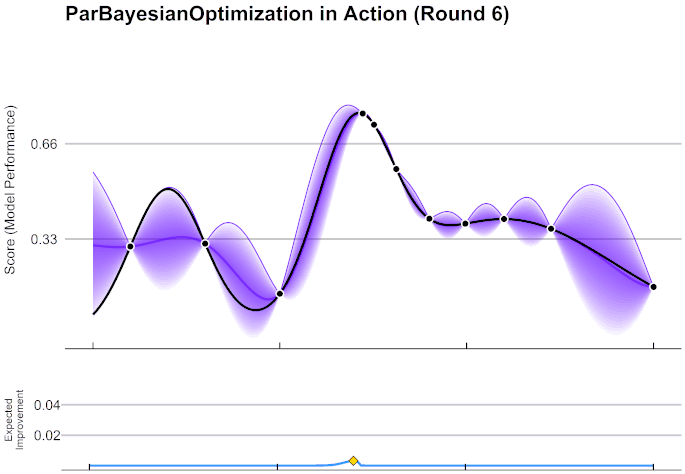 ParBayesianOptimization in Action (Round 6)
Score (Model Performance)
0.66
0.33
Expected
Improvement
0.04
0.02